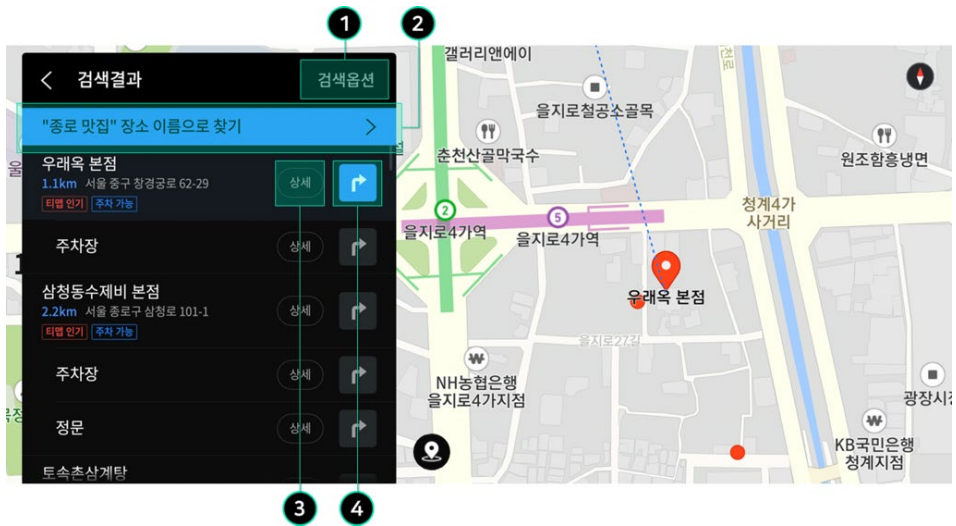 1
2
검색결과
검색옵션
"종로 맛집" 장소 이름으로 찾기
우래옥 본점
1.1km 서울 중구 창경궁로 62-29
티맵 인기 주차 가능
상세
주차장
상세
삼청동수제비 본점
2.2km 서울 종로구 삼청로 101-1
티맵 인기 주차 가능
상세
주차장
상세
정문
상세
토속촌삼계탕
3
4
갤러리앤에이
을지로철공소골목
춘천산골막국수
원조함흥냉면
청계4가
사거리
2
을지로4가역
5
을지로4가역
우래옥 본점
을지로27길
NH농협은행
을지로4가지점
광장시
KB국민은행
청계지점